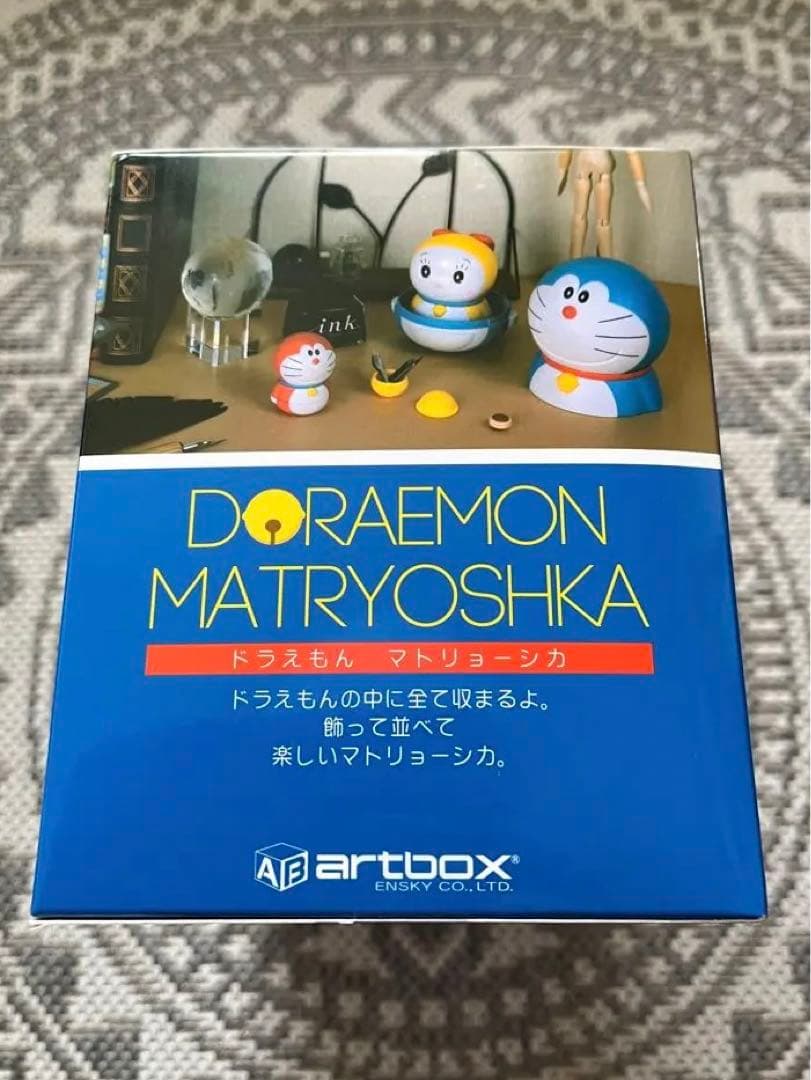 ink
DORAEMON
MATRYOSHKA
ドラえもん マトリョーシカ
ドラえもんの中に全て収まるよ。
飾って並べて
楽しいマトリョーシカ。
AB artbox®
ENSKY CO.,LTD.